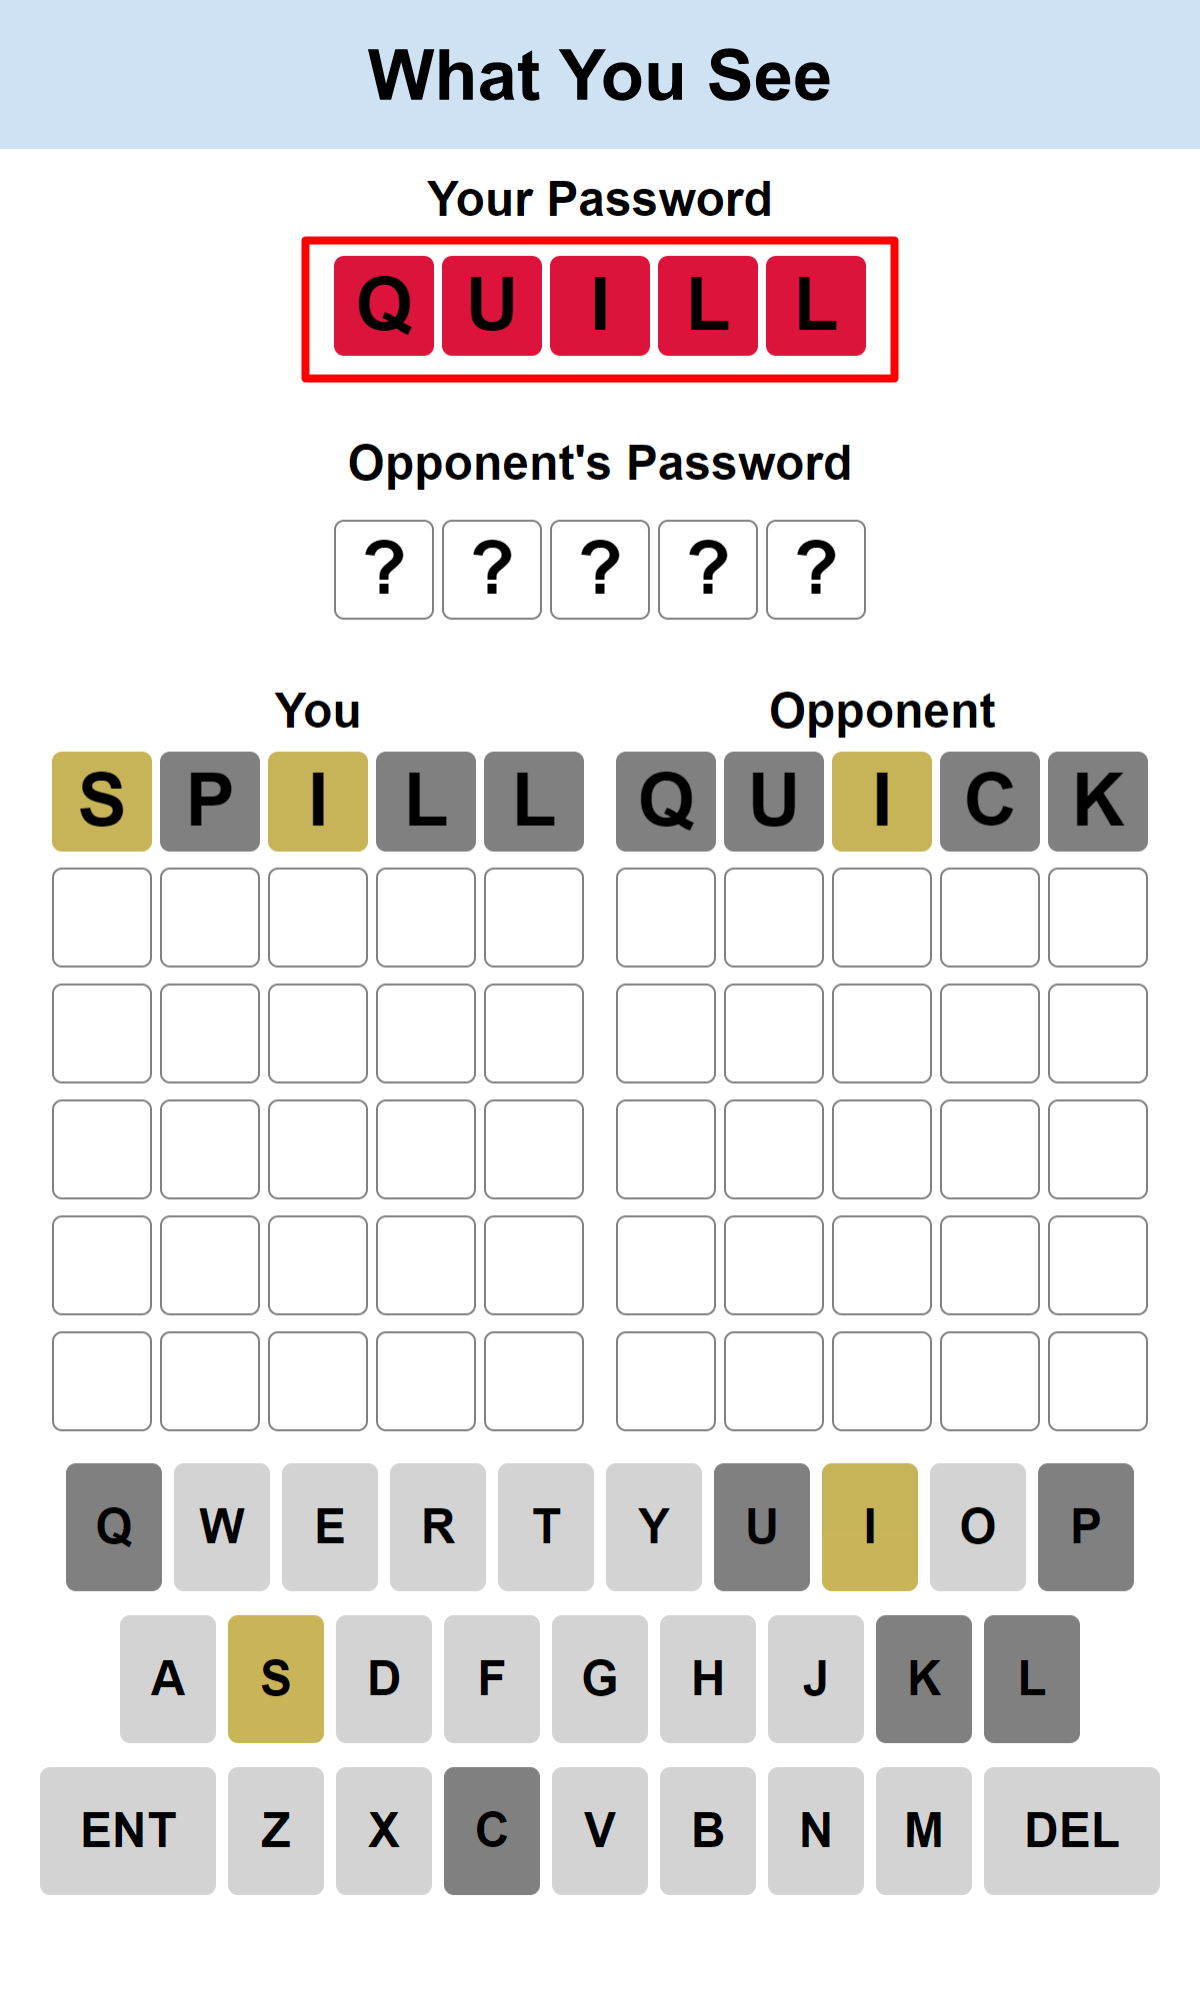 What You See
Your Password
Q U I L L
Opponent's Password
? ? ? ? ?
You
Opponent
S P I L L
Q U I C K
Q W E R T Y U I O P
A S D F G H J K L
ENT Z X C V B N M DEL